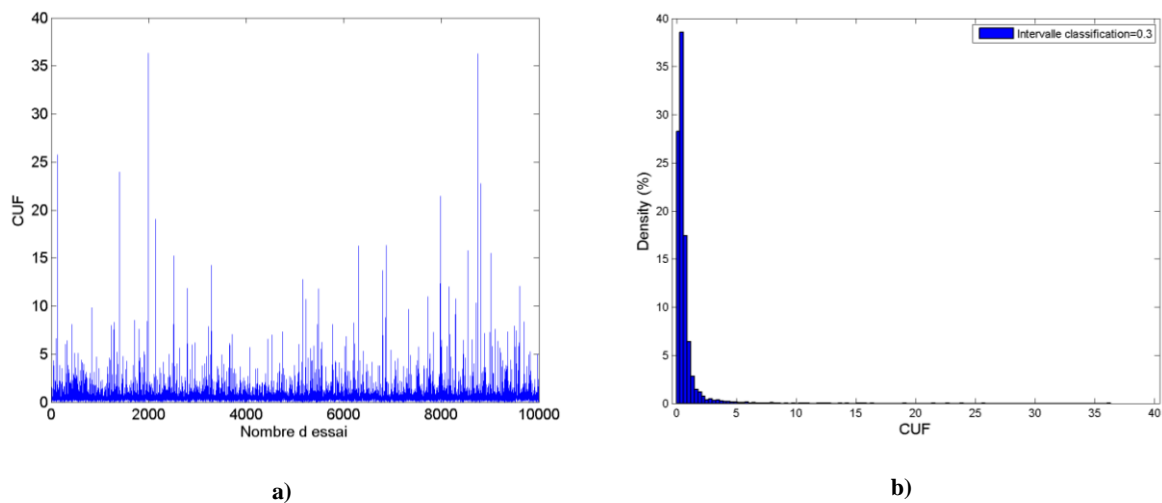 40
35
30
25
20
15
10
5
0
CUF
0 2000 4000 6000 8000 10000
Nombre d essai
a)
40
35
30
25
20
15
10
5
0
Density (%)
Intervalle classification=0.3
0 5 10 15 20 25 30 35 40
CUF
b)